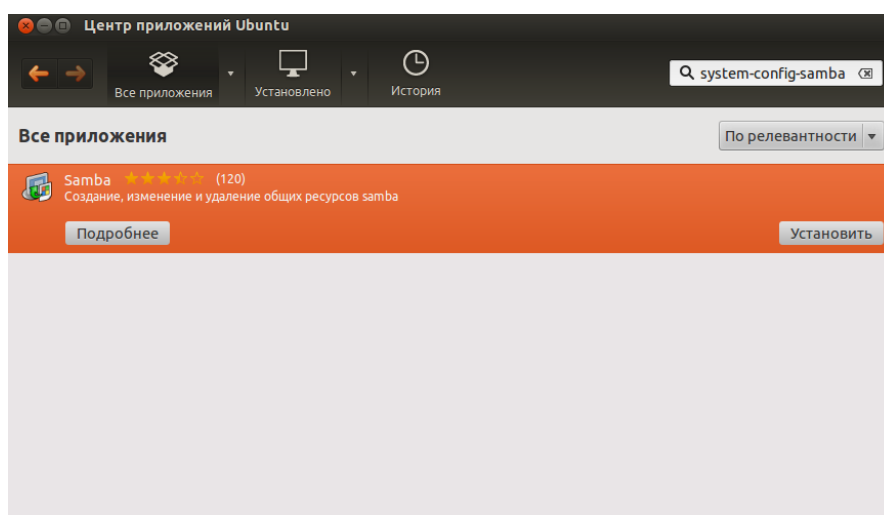 Центр приложений Ubuntu
Все приложения
Установлено
История
system-config-samba
Все приложения
По релевантности
Samba (120)
Создание, изменение и удаление общих ресурсов samba
Подробнее
Установить